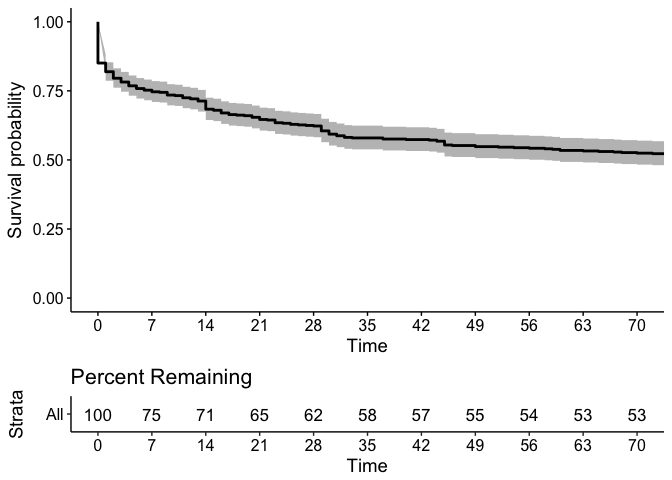 1.00
0.75
0.50
0.25
0.00
Survival probability
0 7 14 21 28 35 42 49 56 63 70
Time
Percent Remaining
Strata
All 100 75 71 65 62 58 57 55 54 53 53
0 7 14 21 28 35 42 49 56 63 70
Time